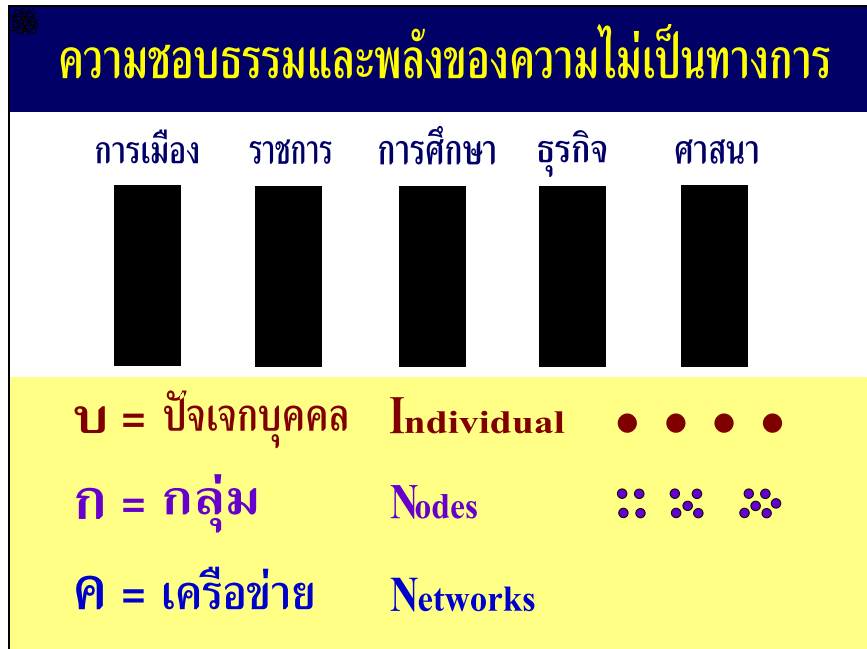 ความชอบธรรมและพลังของความไม่เป็นทางการ
การเมือง ราชการ การศึกษา ธุรกิจ ศาสนา
บ = ปัจเจกบุคคล Individual
ก = กลุ่ม Nodes
ค = เครือข่าย Networks